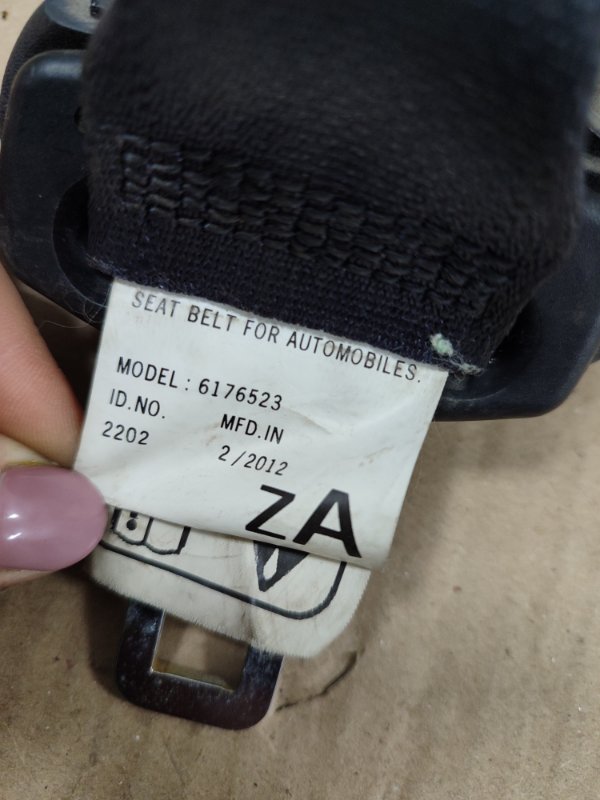 SEAT BELT FOR AUTOMOBILES.
MODEL: 6176523
ID.NO. MFD.IN
2202 2/2012
ZA